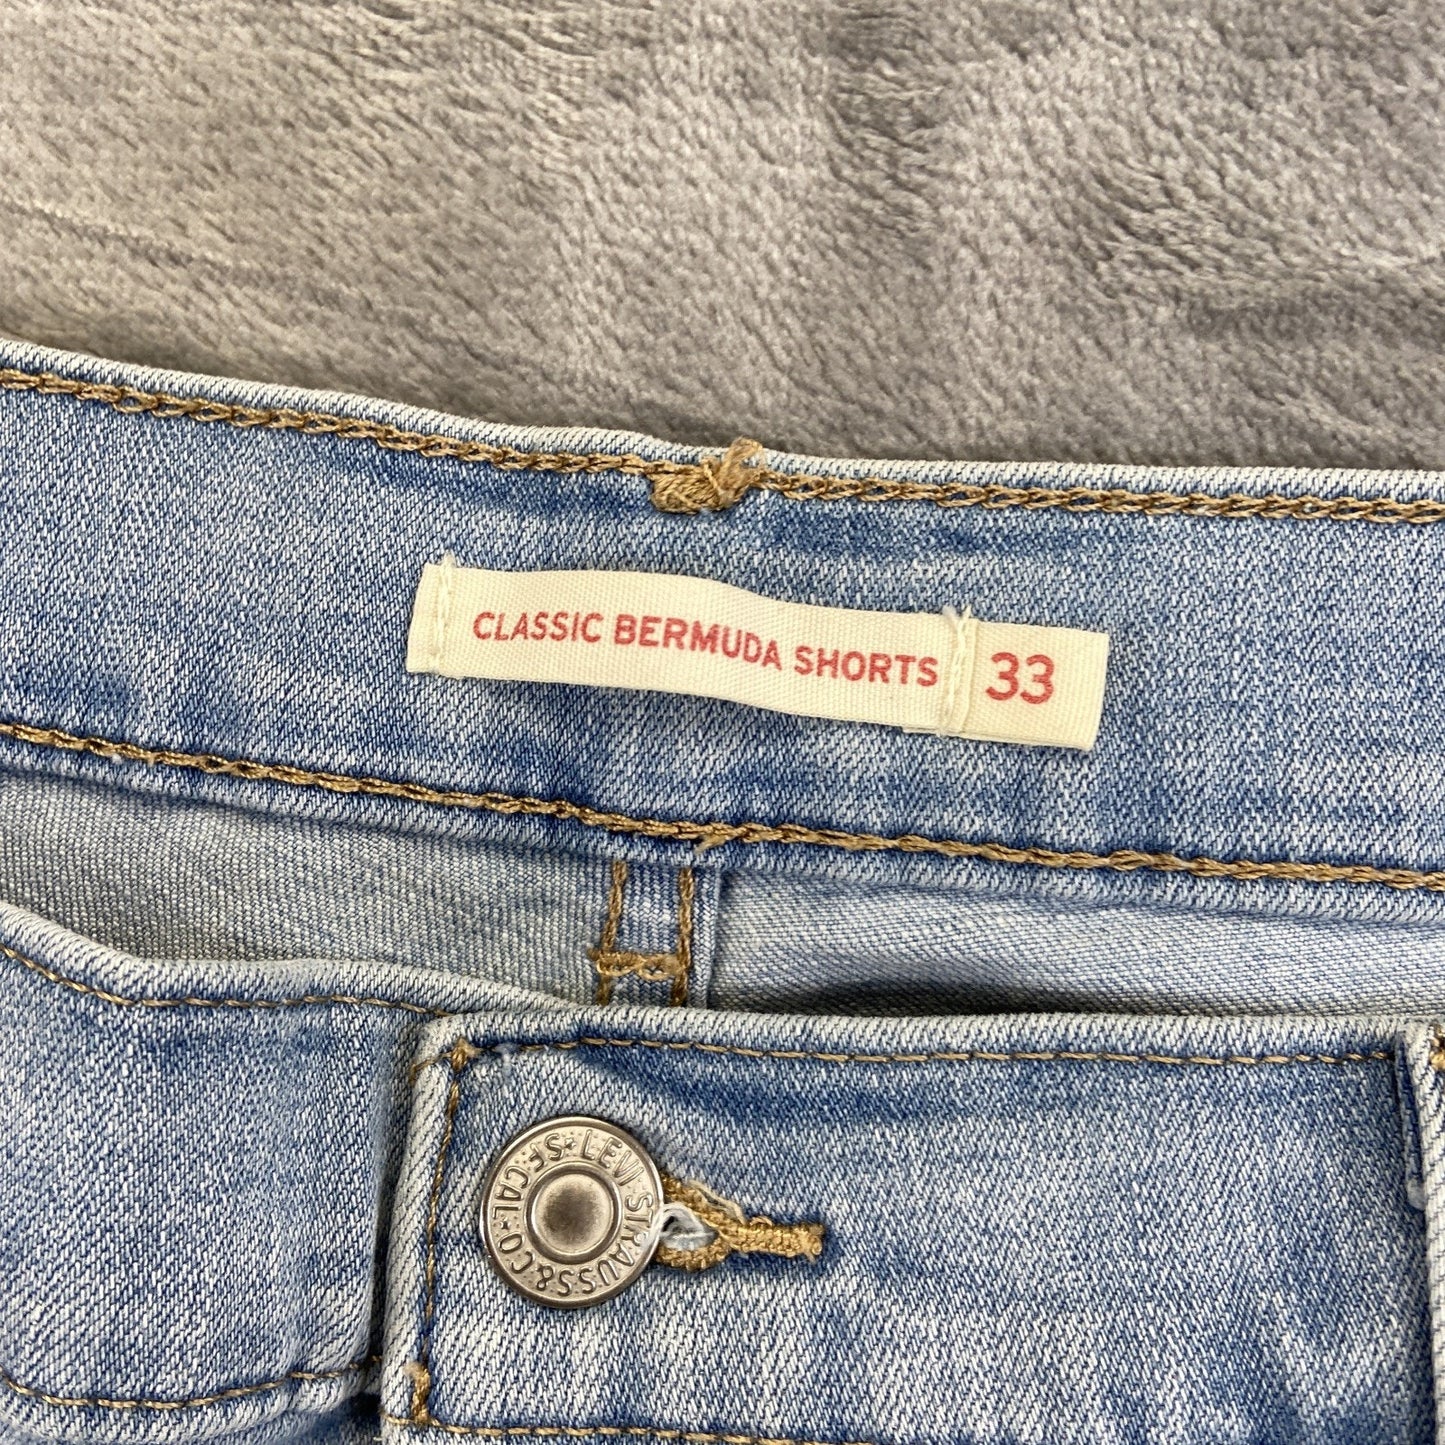 CLASSIC BERMUDA SHORTS 33
LEVI STRAUSS & CO · S.F. CAL ·